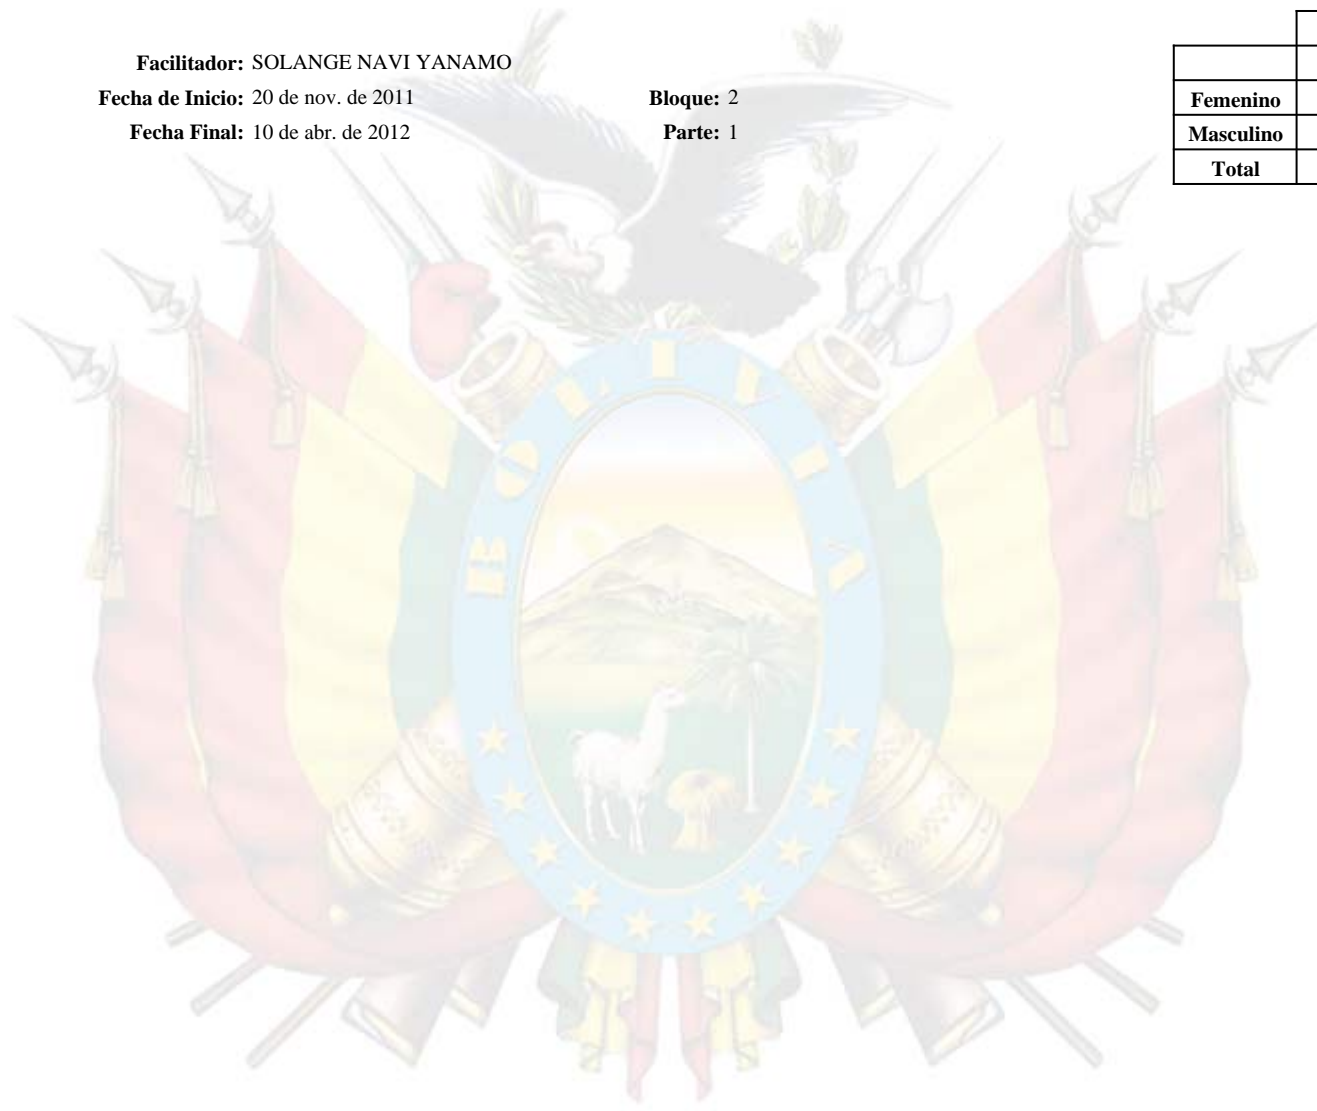 Facilitador: SOLANGE NAVI YANAMO
Fecha de Inicio: 20 de nov. de 2011 Bloque: 2
Fecha Final: 10 de abr. de 2012 Parte: 1
Femenino
Masculino
Total
BOLIVIA